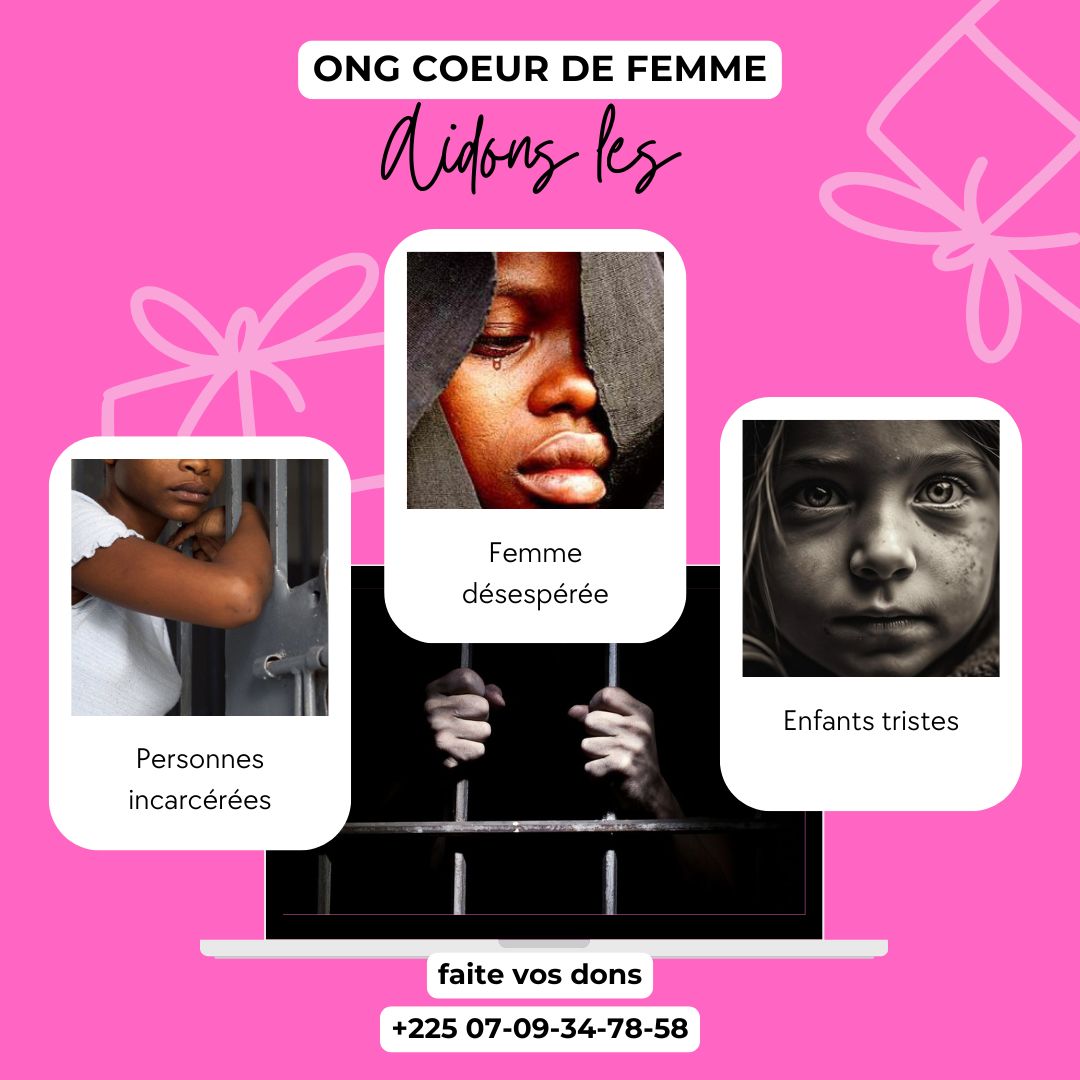 ONG COEUR DE FEMME
Aidons les
Femme
désespérée
Enfants tristes
Personnes
incarcérées
faite vos dons
+225 07-09-34-78-58